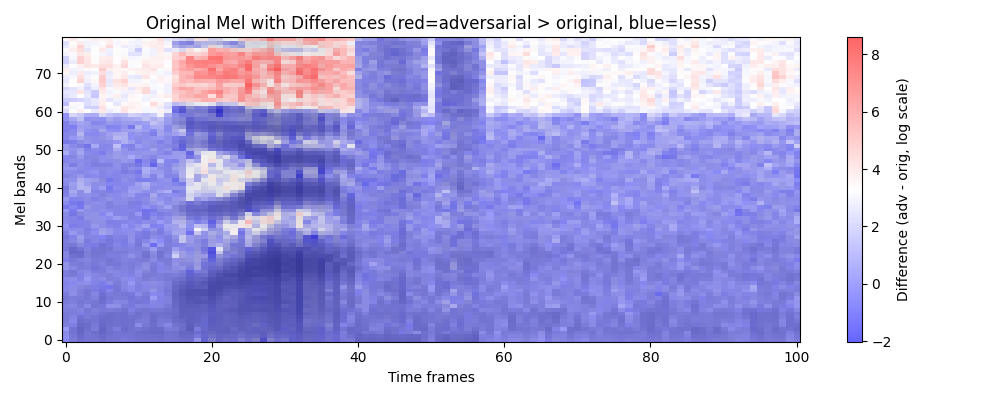 Original Mel with Differences (red=adversarial > original, blue=less)
70
60
50
40
30
20
10
0
Mel bands
0 20 40 60 80 100
Time frames
8
6
4
2
0
−2
Difference (adv - orig, log scale)